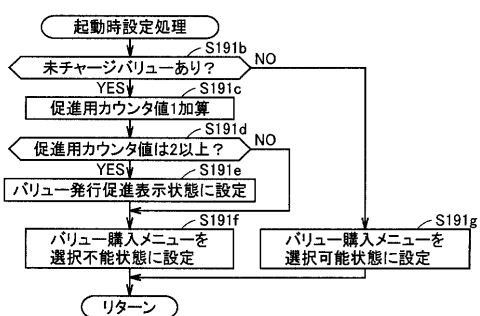 起動時設定処理
S191b
未チャージバリューあり？
NO
YES
S191c
促進用カウンタ値1加算
S191d
促進用カウンタ値は2以上？
NO
YES
S191e
バリュー発行促進表示状態に設定
S191f
バリュー購入メニューを
選択不能状態に設定
S191g
バリュー購入メニューを
選択可能状態に設定
リターン